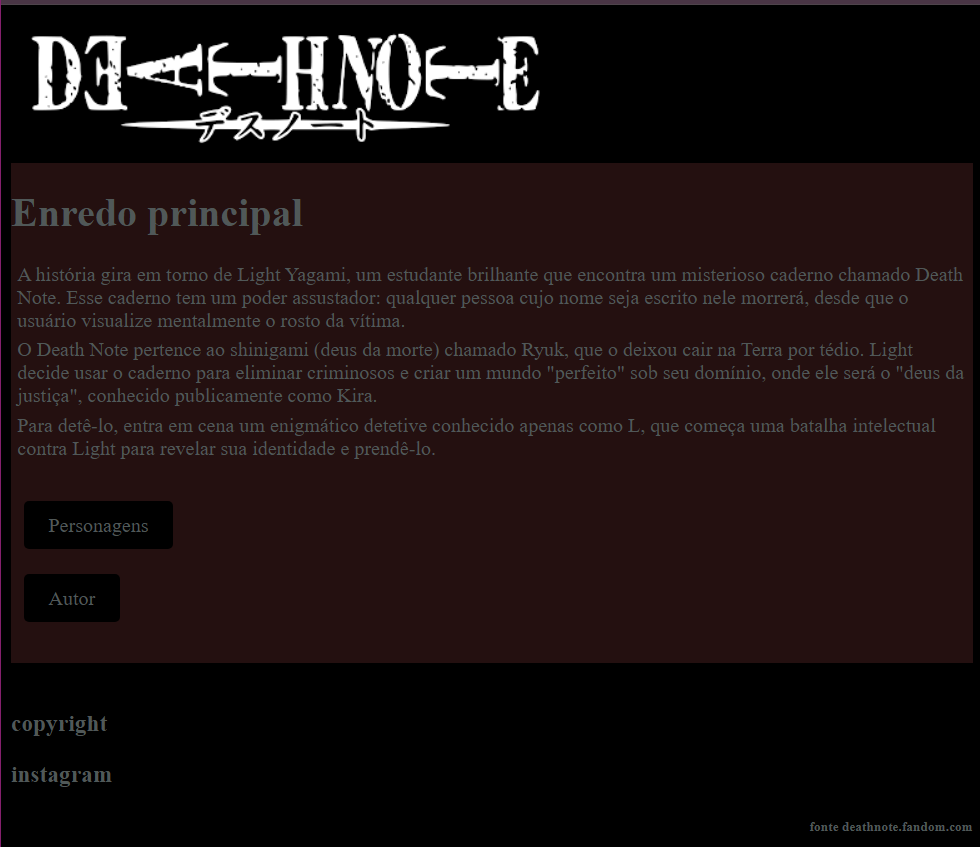 DEATH NOTE
デスノート
Enredo principal
A história gira em torno de Light Yagami, um estudante brilhante que encontra um misterioso caderno chamado Death
Note. Esse caderno tem um poder assustador: qualquer pessoa cujo nome seja escrito nele morrerá, desde que o
usuário visualize mentalmente o rosto da vítima.
O Death Note pertence ao shinigami (deus da morte) chamado Ryuk, que o deixou cair na Terra por tédio. Light
decide usar o caderno para eliminar criminosos e criar um mundo "perfeito" sob seu domínio, onde ele será o "deus da
justiça", conhecido publicamente como Kira.
Para detê-lo, entra em cena um enigmático detetive conhecido apenas como L, que começa uma batalha intelectual
contra Light para revelar sua identidade e prendê-lo.
Personagens
Autor
copyright
instagram
fonte deathnote.fandom.com